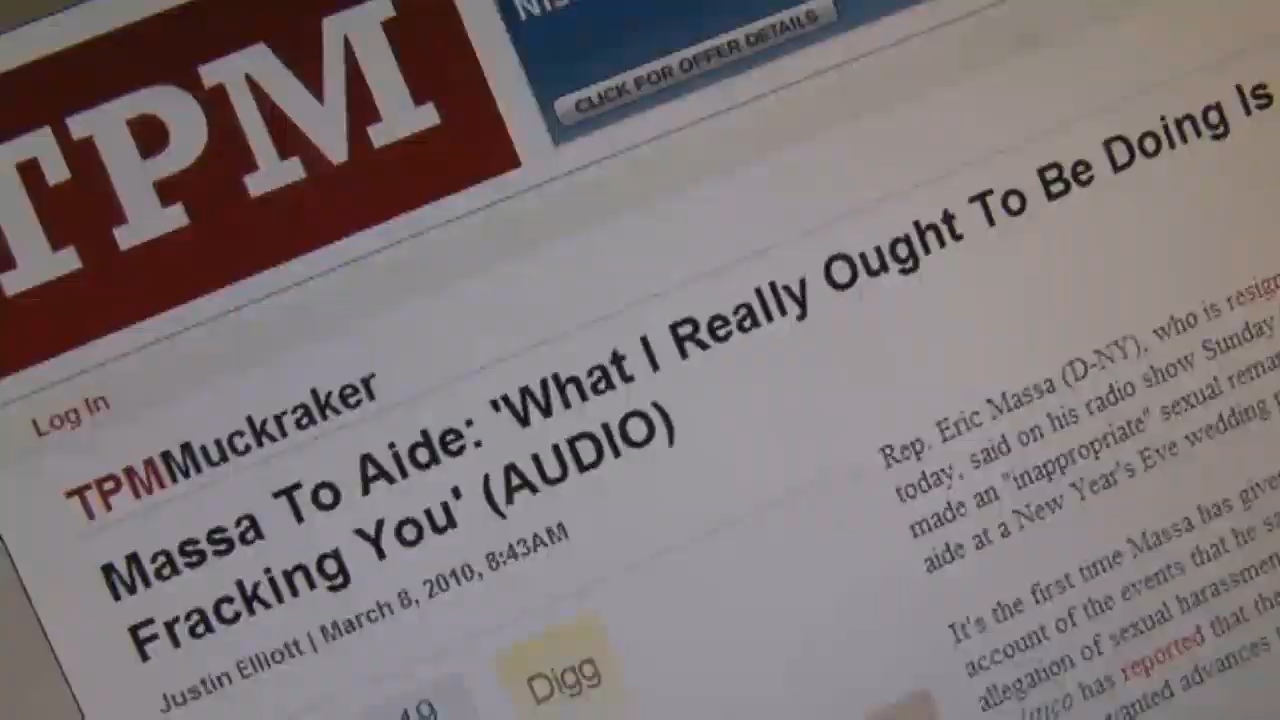 TPM
CLICK FOR OFFER DETAILS
Log In
TPMMuckraker
Massa To Aide: 'What I Really Ought To Be Doing Is
Fracking You' (AUDIO)
Justin Elliott | March 8, 2010, 8:43AM
Digg
Rep. Eric Massa (D-NY), who is
today, said on his radio show Sunday
made an "inappropriate" sexual
aide at a New Year's Eve wedding
It's the first time Massa has
account of the events that he
allegation of sexual
has reported that
advances